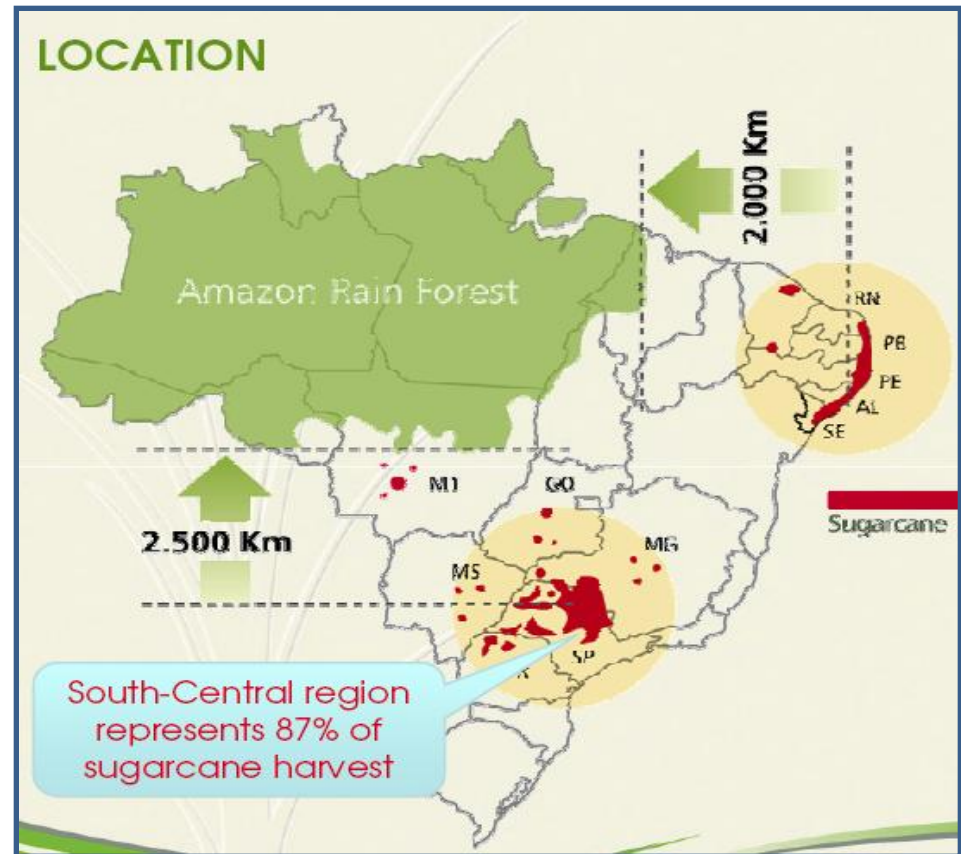 LOCATION
2.000 Km
Amazon Rain Forest
RN
PB
PE
AL
SE
MT
GO
Sugarcane
2.500 Km
MG
MS
SP
South-Central region
represents 87% of
sugarcane harvest